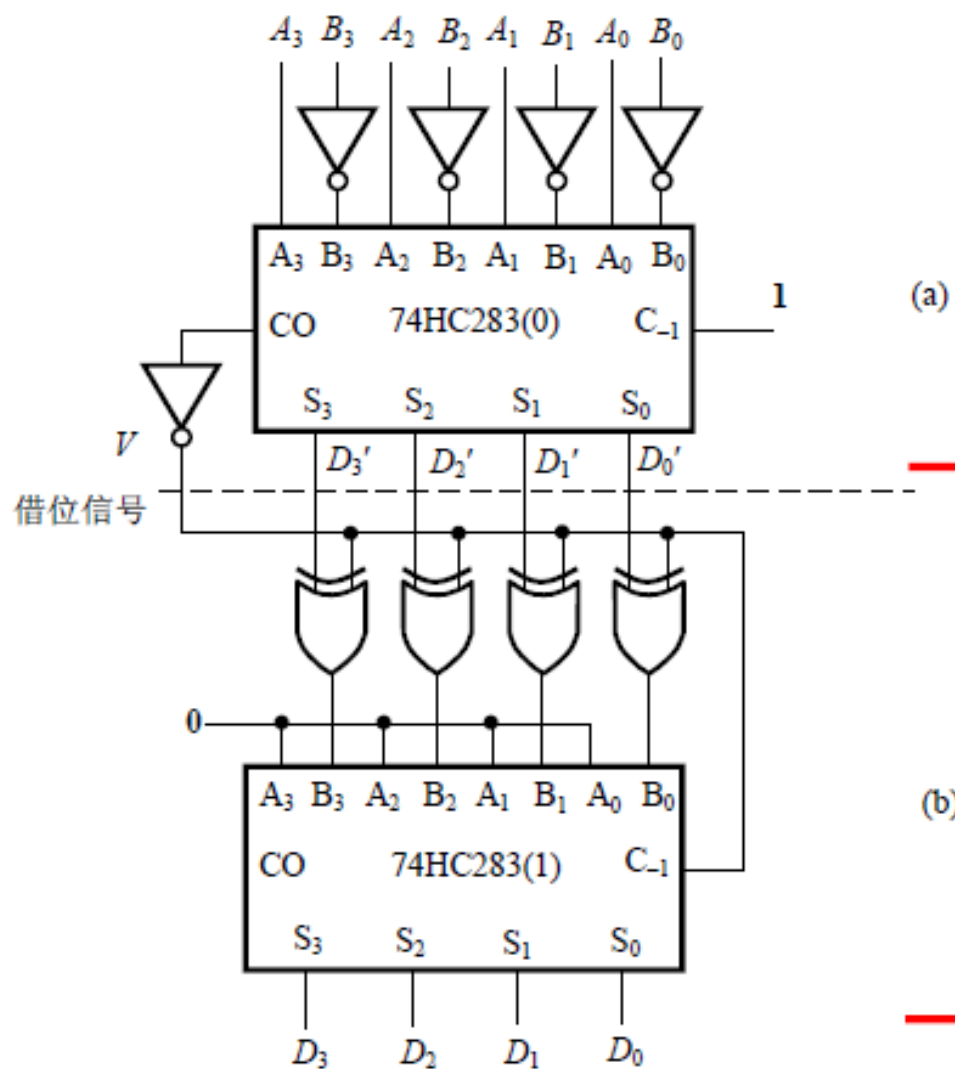 A₃ B₃ A₂ B₂ A₁ B₁ A₀ B₀
A₃ B₃ A₂ B₂ A₁ B₁ A₀ B₀
CO 74HC283(0) C₋₁ 1 (a)
S₃ S₂ S₁ S₀
V D₃' D₂' D₁' D₀'
借位信号
0
A₃ B₃ A₂ B₂ A₁ B₁ A₀ B₀ (b)
CO 74HC283(1) C₋₁
S₃ S₂ S₁ S₀
D₃ D₂ D₁ D₀